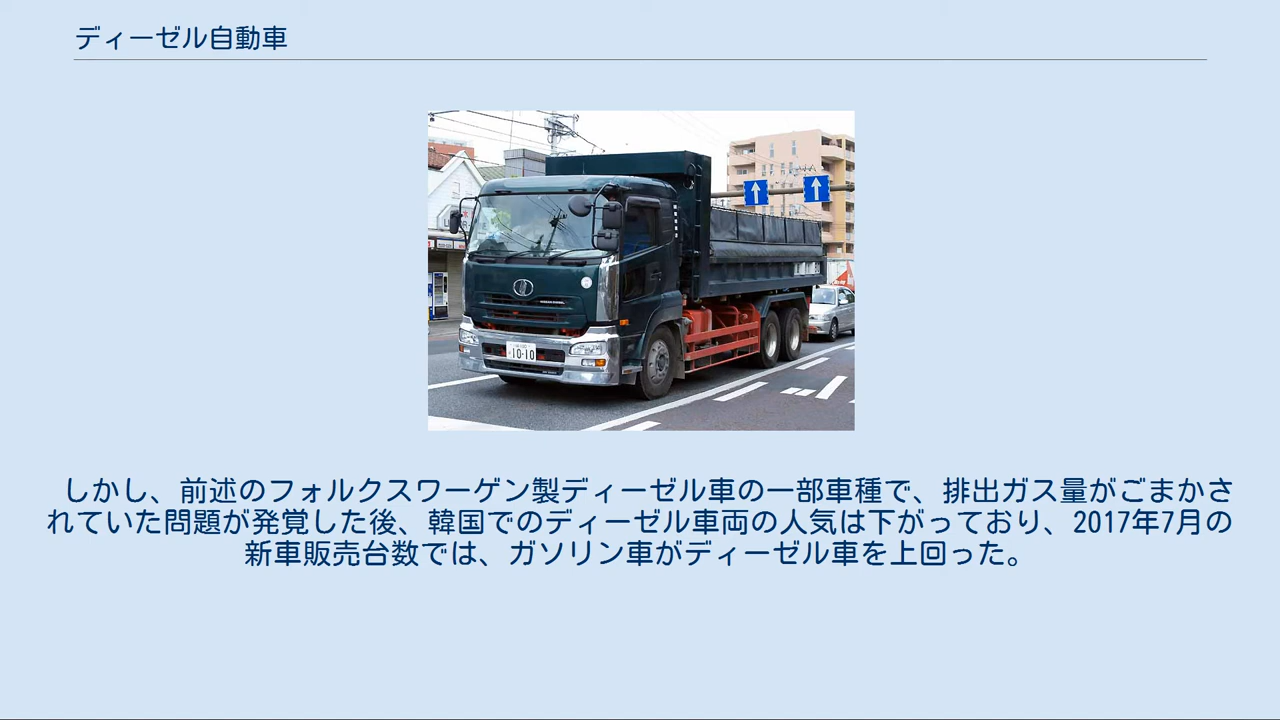 ディーゼル自動車
10-10
しかし、前述のフォルクスワーゲン製ディーゼル車の一部車種で、排出ガス量がごまかさ
れていた問題が発覚した後、韓国でのディーゼル車両の人気は下がっており、2017年7月の
新車販売台数では、ガソリン車がディーゼル車を上回った。